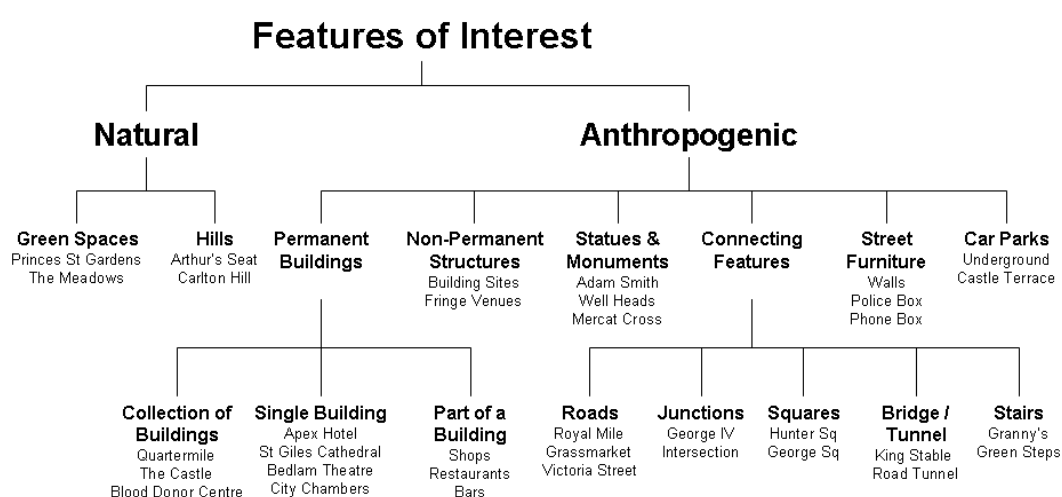 Features of Interest
Natural
Anthropogenic
Green Spaces
Princes St Gardens
The Meadows
Hills
Arthur's Seat
Carlton Hill
Permanent
Buildings
Non-Permanent
Structures
Building Sites
Fringe Venues
Statues &
Monuments
Adam Smith
Well Heads
Mercat Cross
Connecting
Features
Street
Furniture
Walls
Police Box
Phone Box
Car Parks
Underground
Castle Terrace
Collection of
Buildings
Quartermile
The Castle
Blood Donor Centre
Single Building
Apex Hotel
St Giles Cathedral
Bedlam Theatre
City Chambers
Part of a
Building
Shops
Restaurants
Bars
Roads
Royal Mile
Grassmarket
Victoria Street
Junctions
George IV
Intersection
Squares
Hunter Sq
George Sq
Bridge /
Tunnel
King Stable
Road Tunnel
Stairs
Granny's
Green Steps